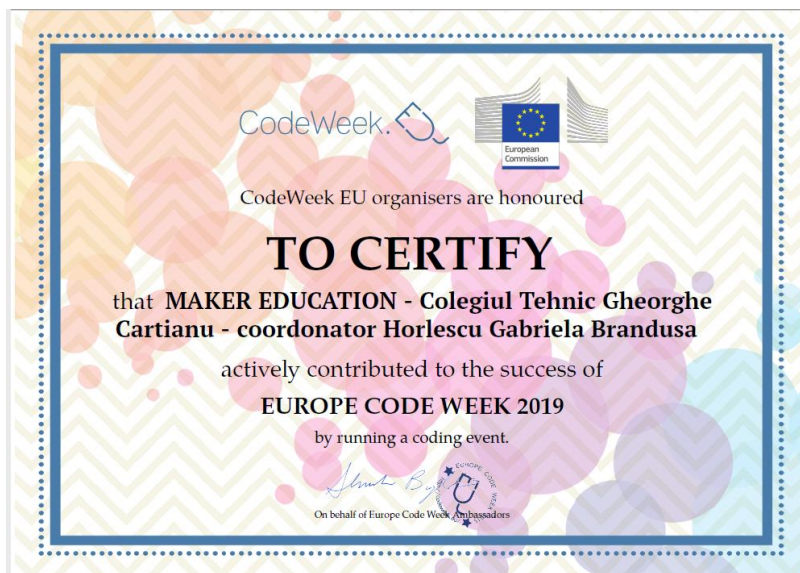 CodeWeek.EU
European
Commission
CodeWeek EU organisers are honoured
TO CERTIFY
that MAKER EDUCATION - Colegiul Tehnic Gheorghe
Cartianu - coordonator Horlescu Gabriela Brandusa
actively contributed to the success of
EUROPE CODE WEEK 2019
by running a coding event.
EUROPE CODE WEEK
On behalf of Europe Code Week Ambassadors